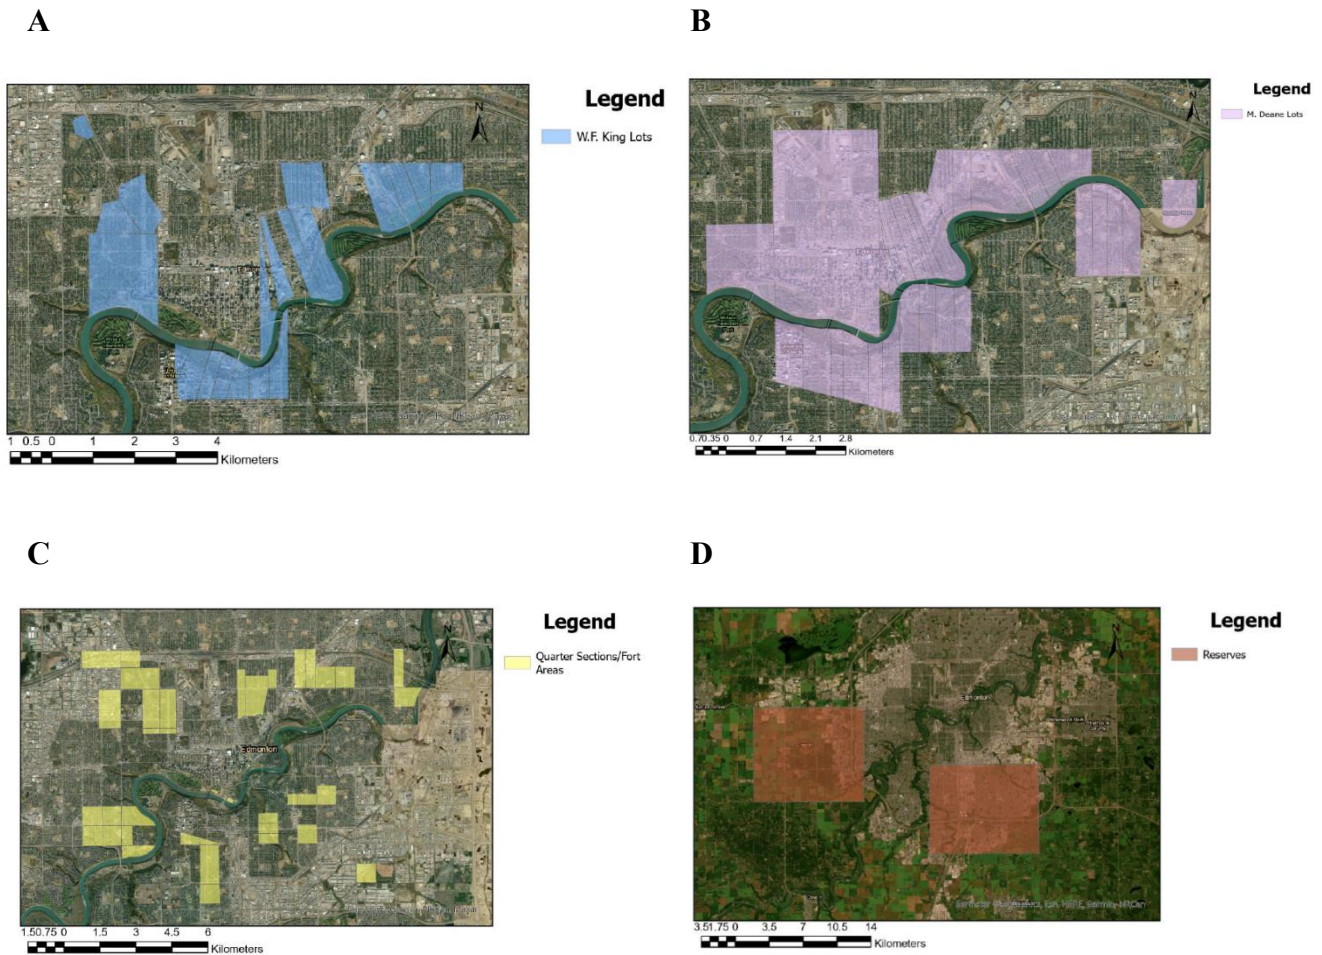 A
B
Legend
W.F. King Lots
N
Edmonton
1 0.5 0 1 2 3 4
Kilometers
Legend
M. Deane Lots
N
0.70.35 0 0.7 1.4 2.1 2.8
Kilometers
C
D
Legend
Quarter Sections/Fort
Areas
N
Edmonton
1.50.75 0 1.5 3 4.5 6
Kilometers
Legend
Reserves
N
Edmonton
3.51.75 0 3.5 7 10.5 14
Kilometers